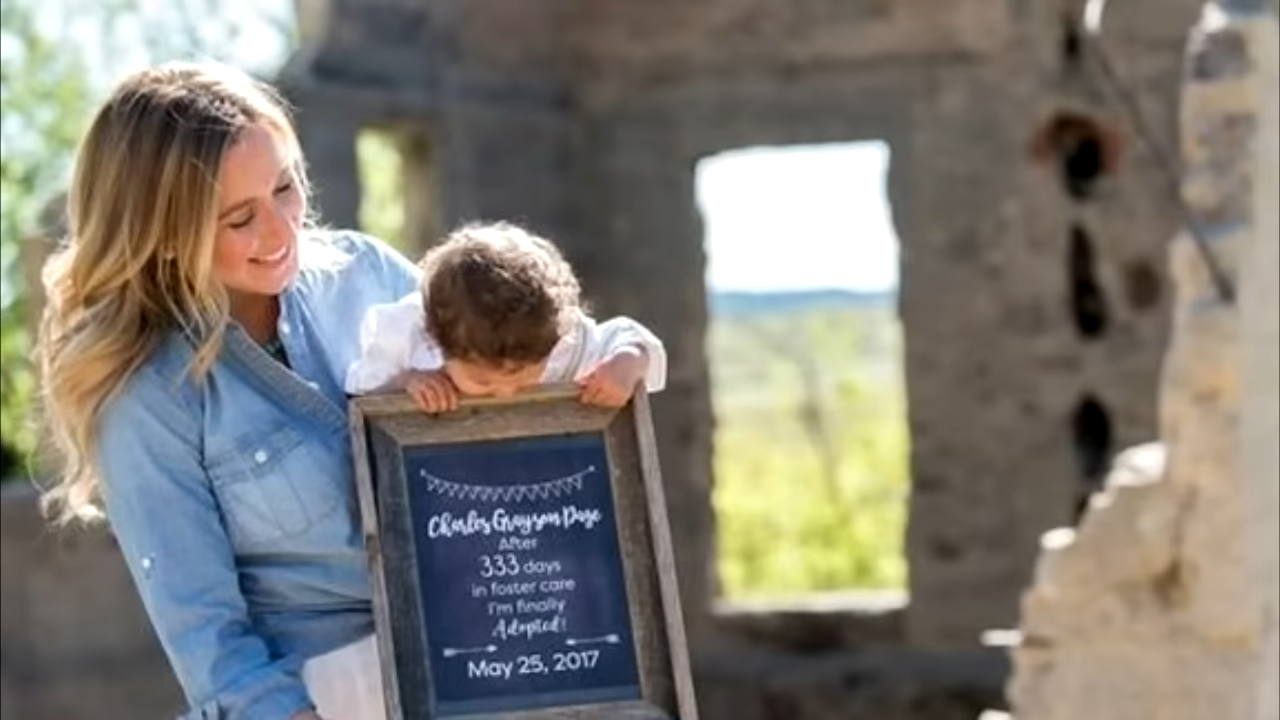 Charles Grayson Page
After
333 days
in foster care
I'm finally
Adopted!
May 25, 2017